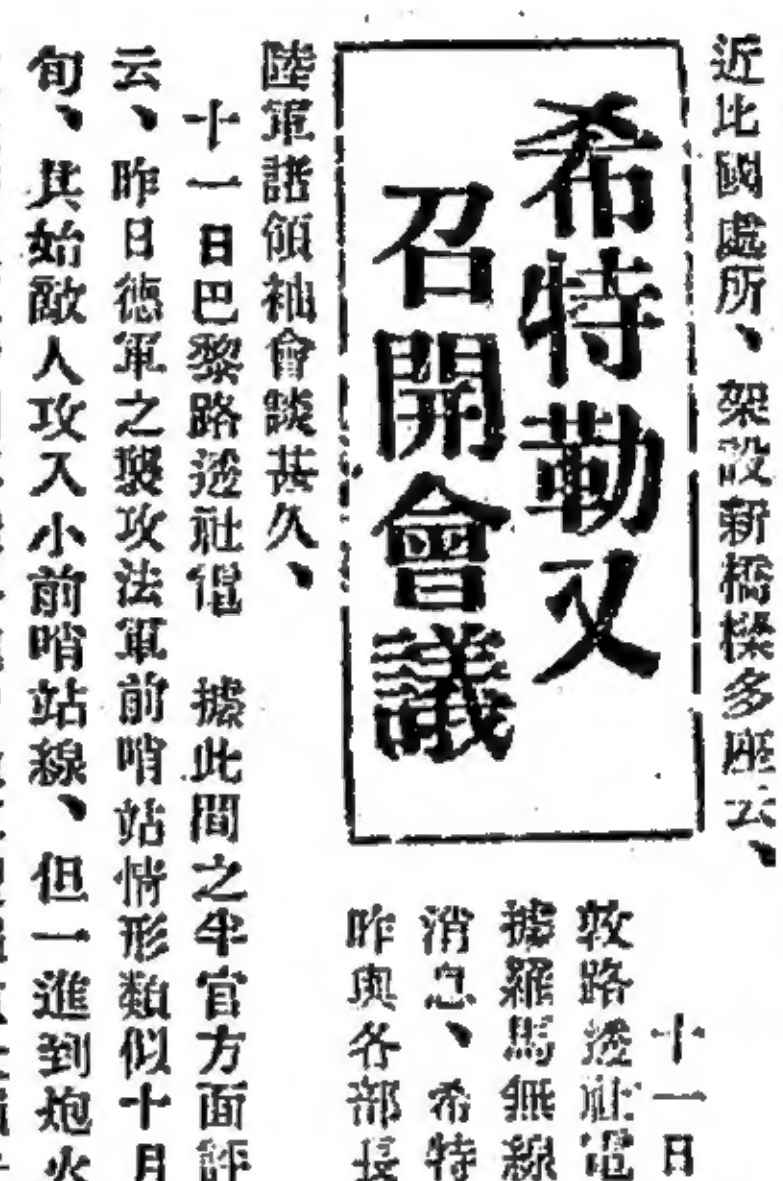 近比國處所、架設新橋樑多座云、
希特勒又
召開會議
十一日
敦路透社電
據羅馬無線
消息、希特
昨與各部長
陸軍諸領袖會談甚久、
十一日巴黎路透社電　據此間之半官方面評
云、昨日德軍之襲攻法軍前哨站情形類似十月
旬、其始敵人攻入小前哨站線、但一進到炮火